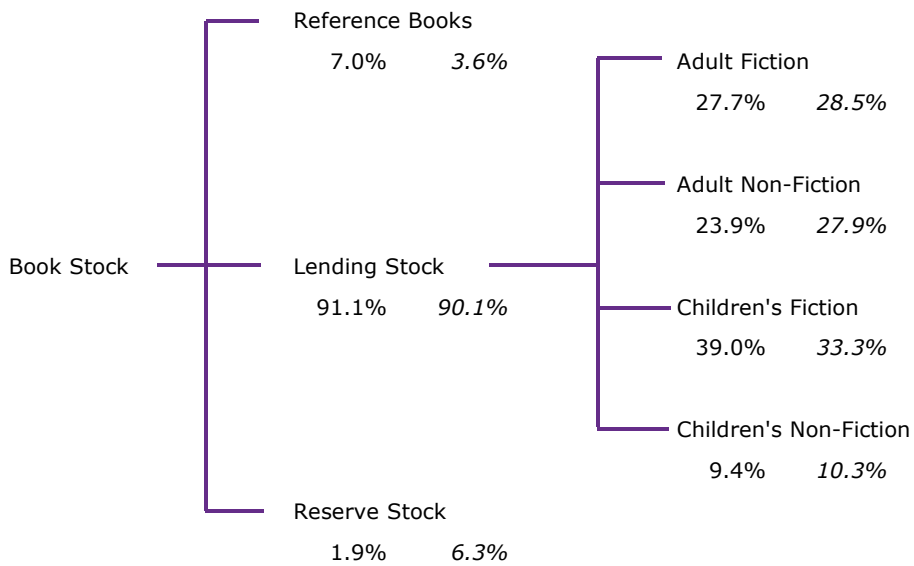 Reference Books
7.0% 3.6%
Adult Fiction
27.7% 28.5%
Adult Non-Fiction
23.9% 27.9%
Book Stock
Lending Stock
91.1% 90.1%
Children's Fiction
39.0% 33.3%
Children's Non-Fiction
9.4% 10.3%
Reserve Stock
1.9% 6.3%